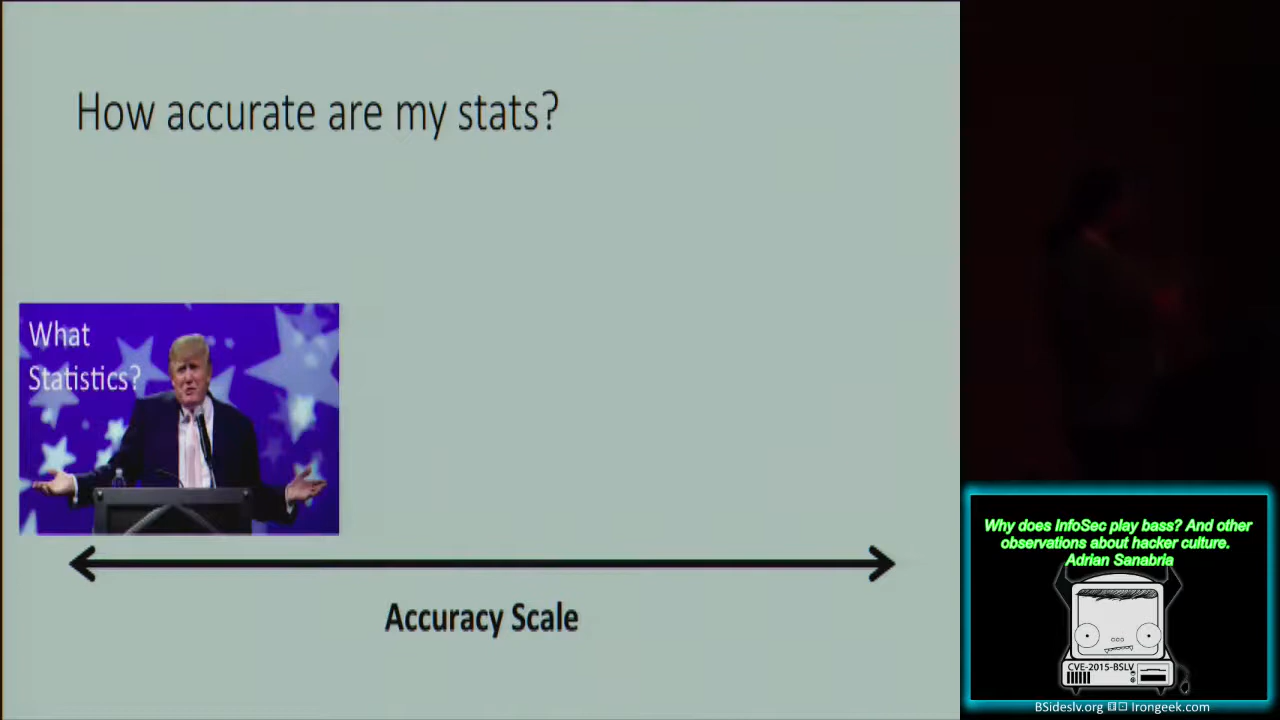 How accurate are my stats?
What
Statistics?
Accuracy Scale
Why does InfoSec play bass? And other
observations about hacker culture.
Adrian Sanabria
CVE-2015-BSLV
BSideslv.org Irongeek.com